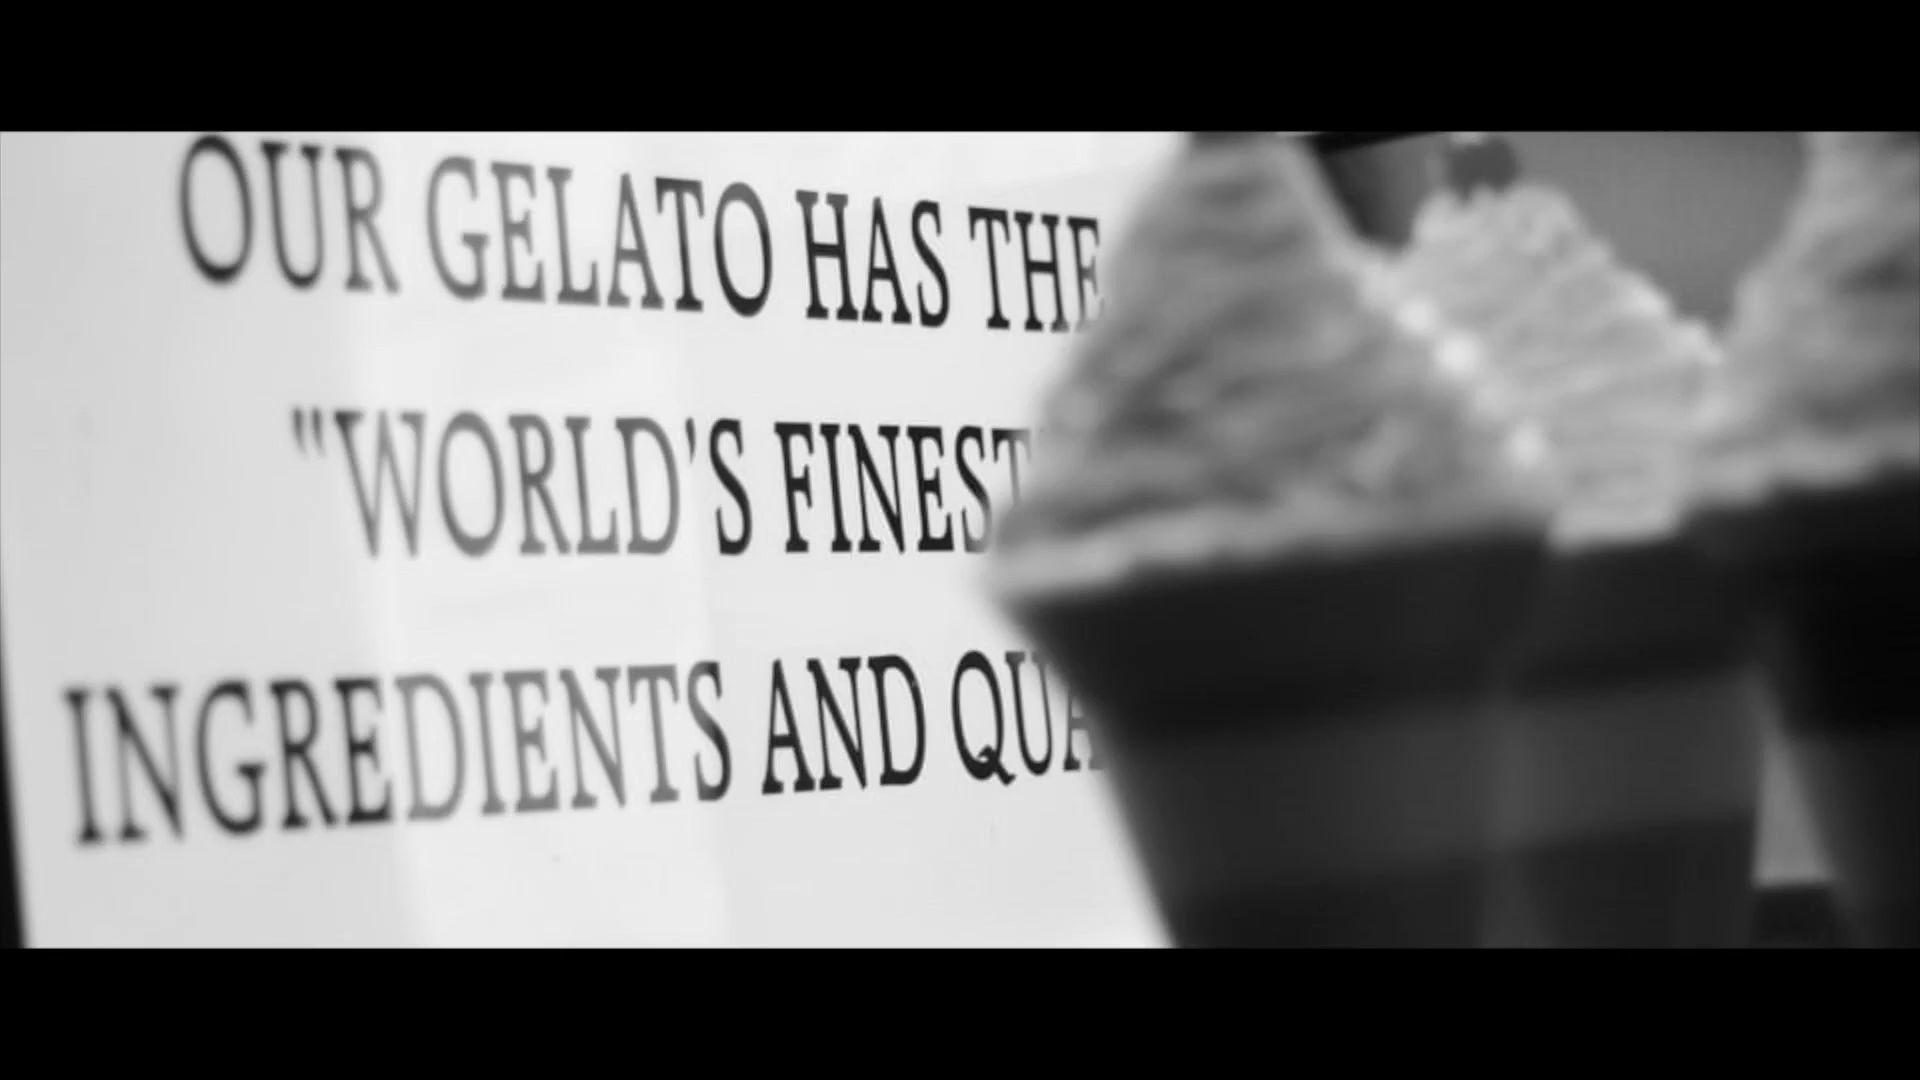 OUR GELATO HAS THE
"WORLD'S FINEST
INGREDIENTS AND QUA